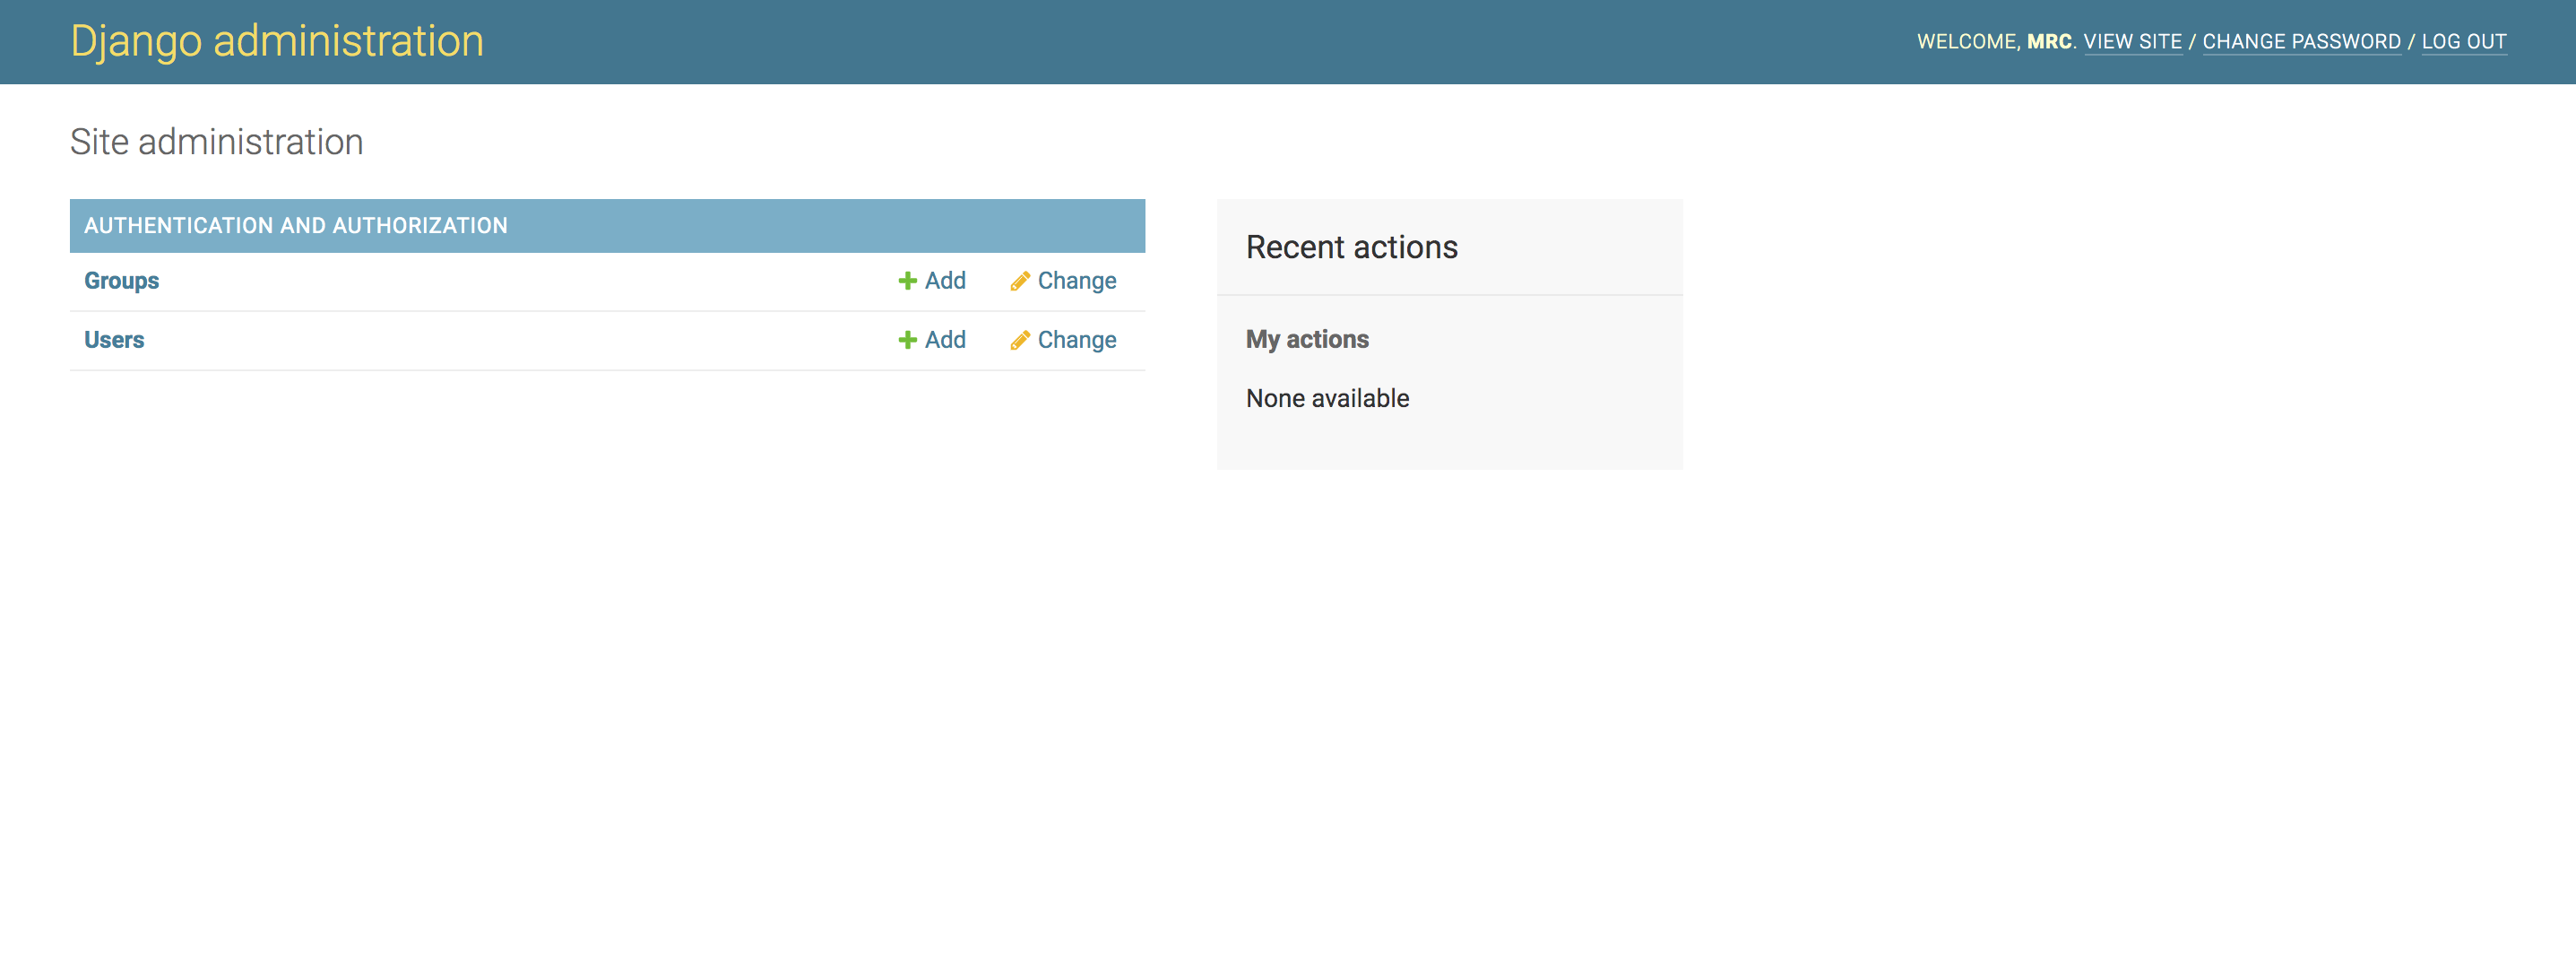 Django administration
WELCOME, MRC. VIEW SITE / CHANGE PASSWORD / LOG OUT
Site administration
AUTHENTICATION AND AUTHORIZATION
Groups Add Change
Users Add Change
Recent actions
My actions
None available